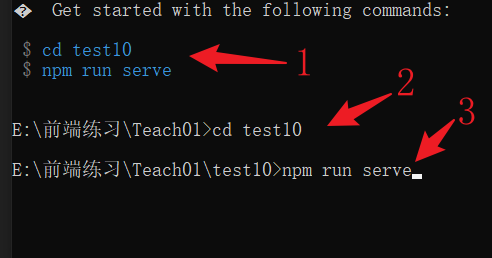 � Get started with the following commands:
$ cd test10
$ npm run serve
1
E:\前端练习\Teach01>cd test10
2
E:\前端练习\Teach01\test10>npm run serve
3